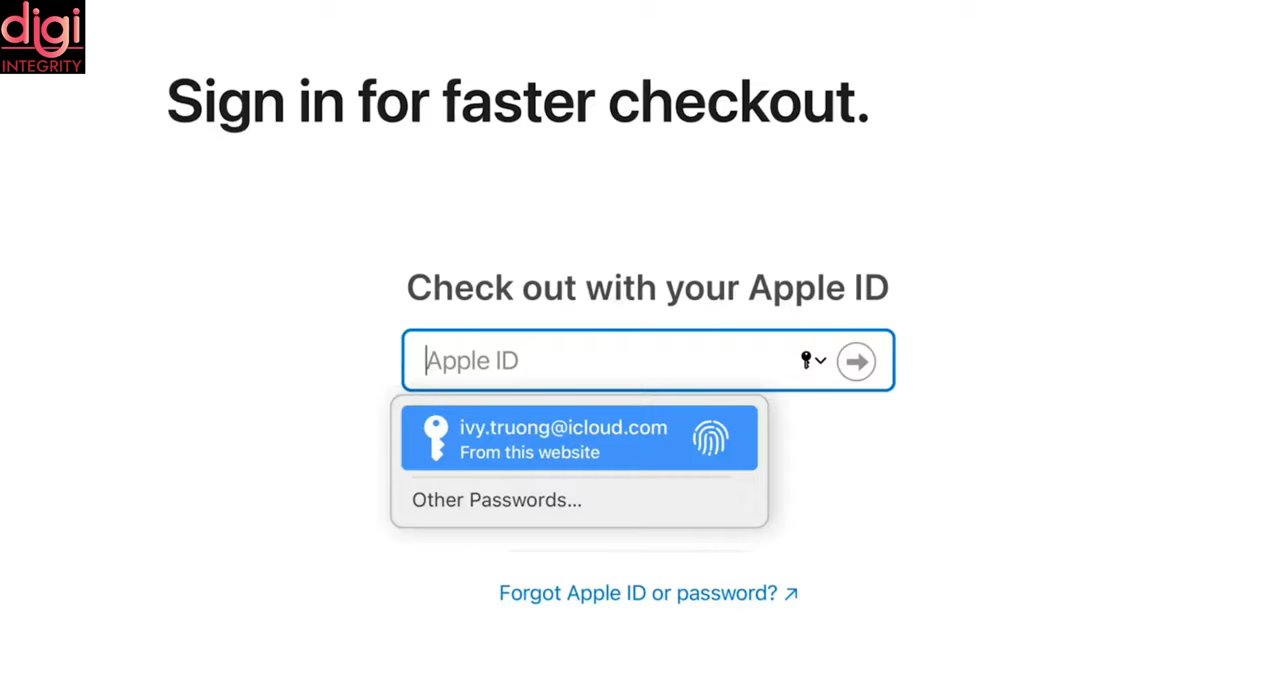 digi
INTEGRITY
Sign in for faster checkout.
Check out with your Apple ID
Apple ID
ivy.truong@icloud.com
From this website
Other Passwords...
Forgot Apple ID or password? ↗